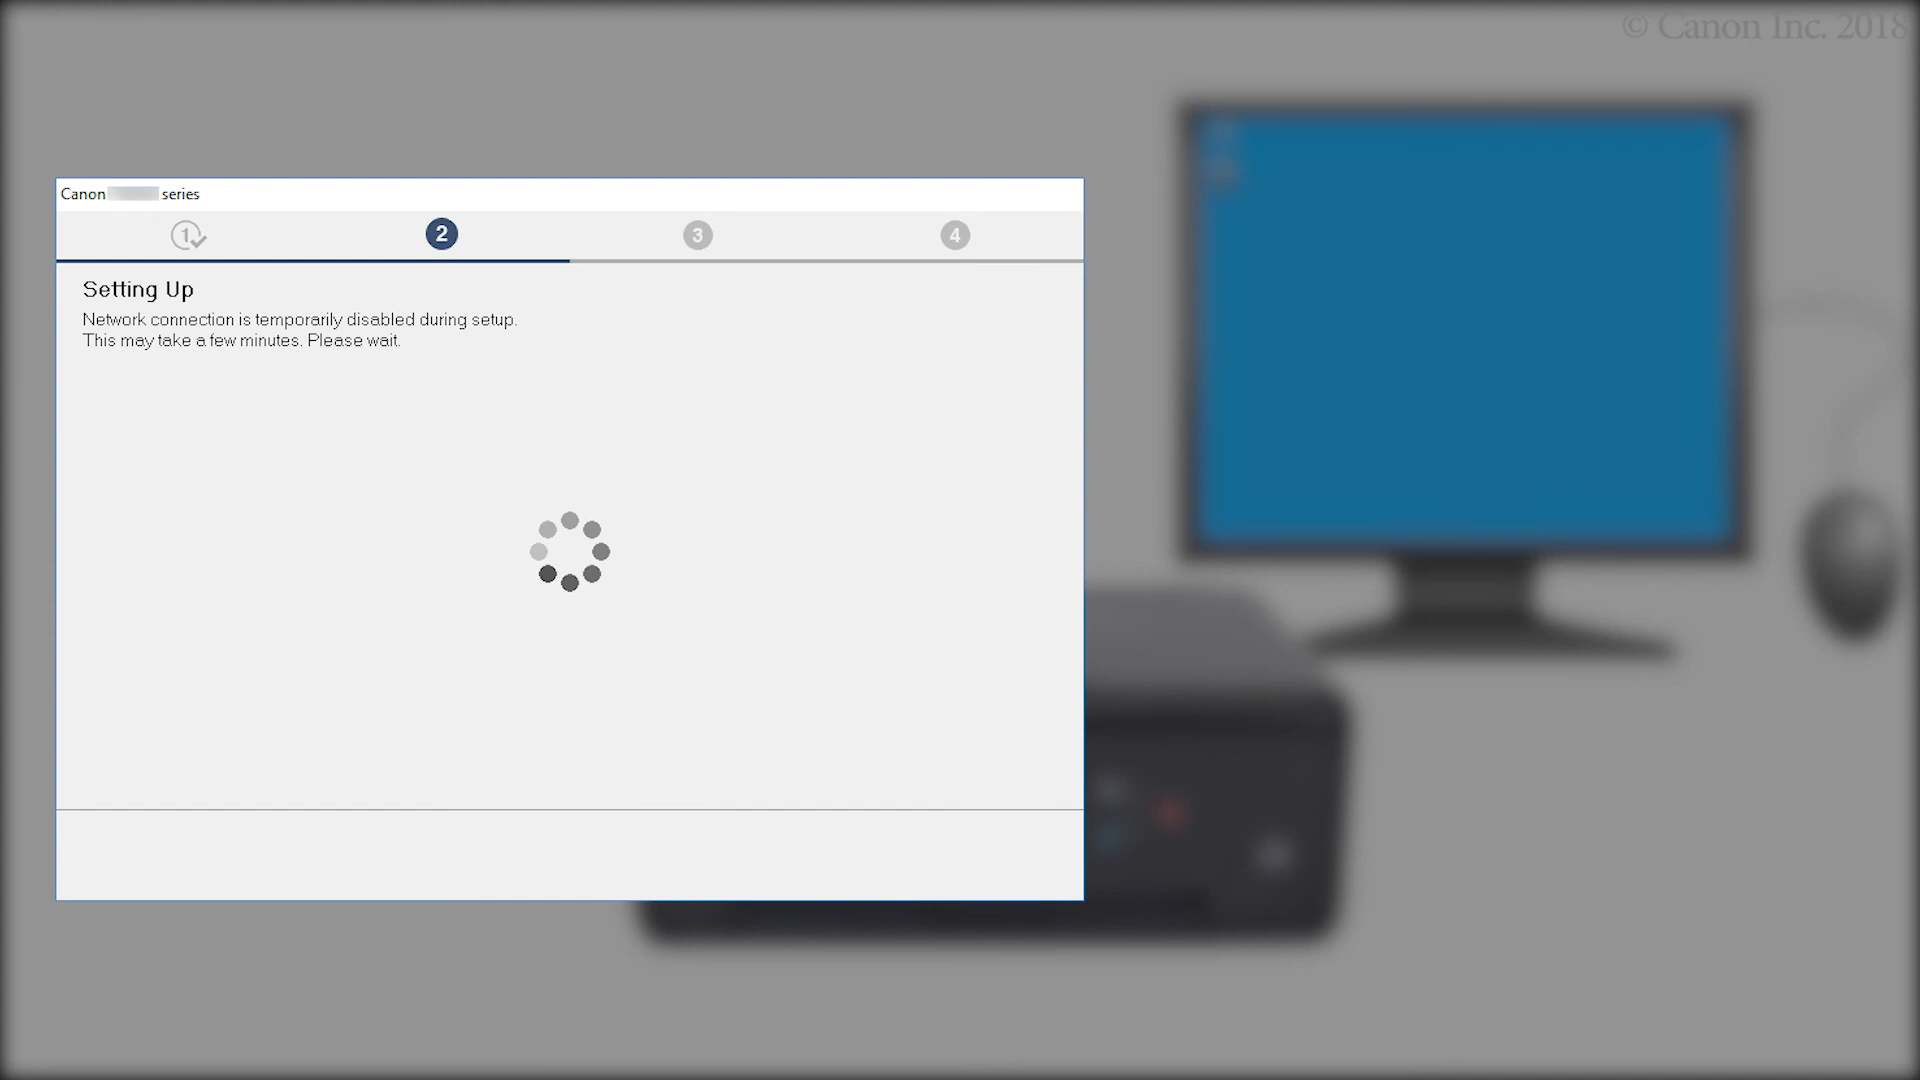 © Canon Inc. 2018
Canon series
1 2 3 4
Setting Up
Network connection is temporarily disabled during setup.
This may take a few minutes. Please wait.